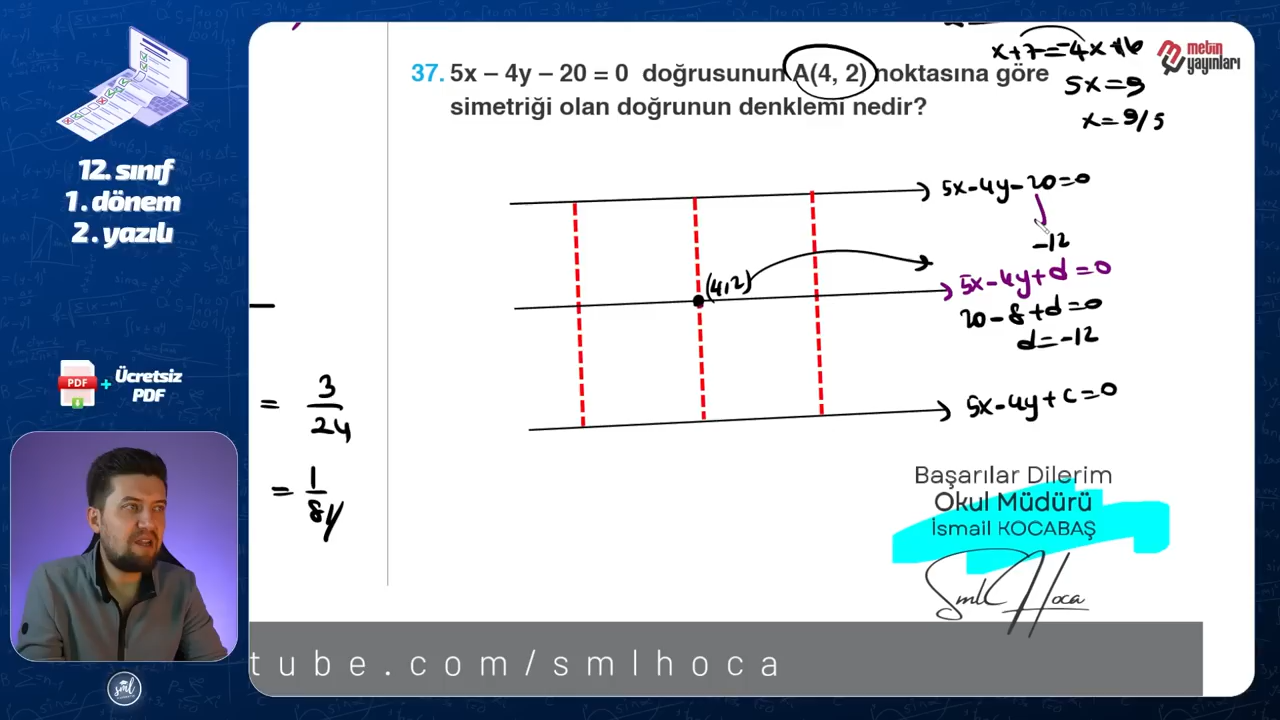 12. sınıf
1. dönem
2. yazılı
PDF
+
Ücretsiz
PDF
sml
= 3/24
= 1/8
x+7=-4x+16
5x=9
x=9/5
metin
yayınları
37. 5x – 4y – 20 = 0 doğrusunun A(4, 2) noktasına göre
simetriği olan doğrunun denklemi nedir?
5x-4y-20=0
-12
(4,2)
5x-4y+d=0
20-8+d=0
d=-12
5x-4y+c=0
Başarılar Dilerim
Okul Müdürü
İsmail KOCABAŞ
Sml Hoca
tube.com/smlhoca